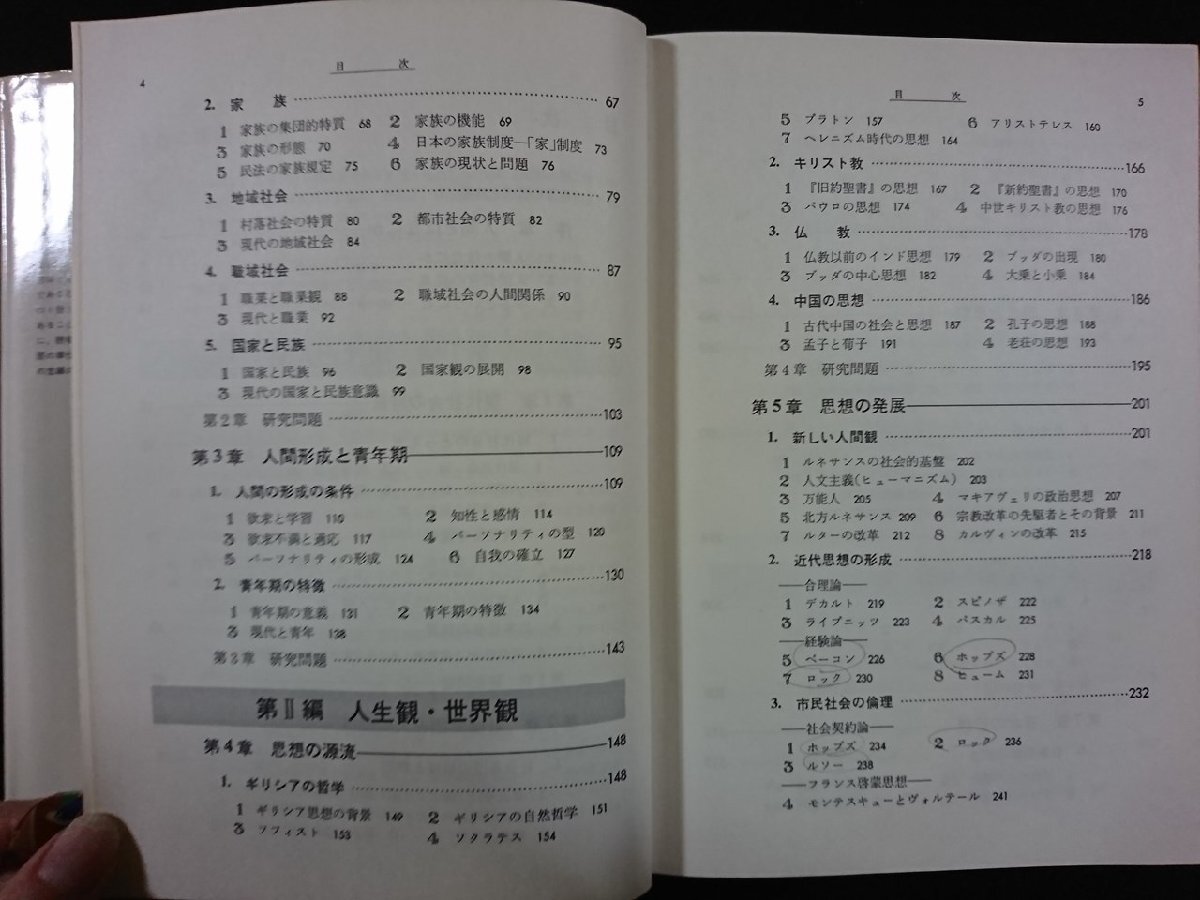 4
目 次
2. 家 族 …… 67
1 家族の集団的特質 68 2 家族の機能 69
3 家族の形態 70 4 日本の家族制度―「家」制度 73
5 民法の家族規定 75 6 家族の現状と問題 76
3. 地域社会 …… 79
1 村落社会の特質 80 2 都市社会の特質 82
3 現代の地域社会 84
4. 職域社会 …… 87
1 職業と職業観 88 2 職域社会の人間関係 90
3 現代と職業 92
5. 国家と民族 …… 95
1 国家と民族 96 2 国家観の展開 98
3 現代の国家と民族意識 99
第2章 研究問題 …… 103
第3章 人間形成と青年期 ―― 109
1. 人間の形成の条件 …… 109
1 欲求と学習 110 2 知性と感情 114
3 欲求不満と適応 117 4 パーソナリティの型 120
5 パーソナリティの形成 124 6 自我の確立 127
2. 青年期の特徴 …… 130
1 青年期の意義 131 2 青年期の特徴 134
3 現代と青年 138
第3章 研究問題 …… 143
第Ⅱ編 人生観・世界観
第4章 思想の源流 ―― 148
1. ギリシアの哲学 …… 148
1 ギリシア思想の背景 149 2 ギリシアの自然哲学 151
3 ソフィスト 153 4 ソクラテス 154
目 次
5
5 プラトン 157 6 アリストテレス 160
7 ヘレニズム時代の思想 164
2. キリスト教 …… 166
1 『旧約聖書』の思想 167 2 『新約聖書』の思想 170
3 パウロの思想 174 4 中世キリスト教の思想 176
3. 仏 教 …… 178
1 仏教以前のインド思想 179 2 ブッダの出現 180
3 ブッダの中心思想 182 4 大乗と小乗 184
4. 中国の思想 …… 186
1 古代中国の社会と思想 187 2 孔子の思想 188
3 孟子と荀子 191 4 老荘の思想 193
第4章 研究問題 …… 195
第5章 思想の発展 ―― 201
1. 新しい人間観 …… 201
1 ルネサンスの社会的基盤 202
2 人文主義(ヒューマニズム) 203
3 万能人 205 4 マキアヴェリの政治思想 207
5 北方ルネサンス 209 6 宗教改革の先駆者とその背景 211
7 ルターの改革 212 8 カルヴィンの改革 215
2. 近代思想の形成 …… 218
――合理論――
1 デカルト 219 2 スピノザ 222
3 ライプニッツ 223 4 パスカル 225
――経験論――
5 ベーコン 226 6 ホッブズ 228
7 ロック 230 8 ヒューム 231
3. 市民社会の倫理 …… 232
――社会契約論――
1 ホッブズ 234 2 ロック 236
3 ルソー 238
――フランス啓蒙思想――
4 モンテスキューとヴォルテール 241